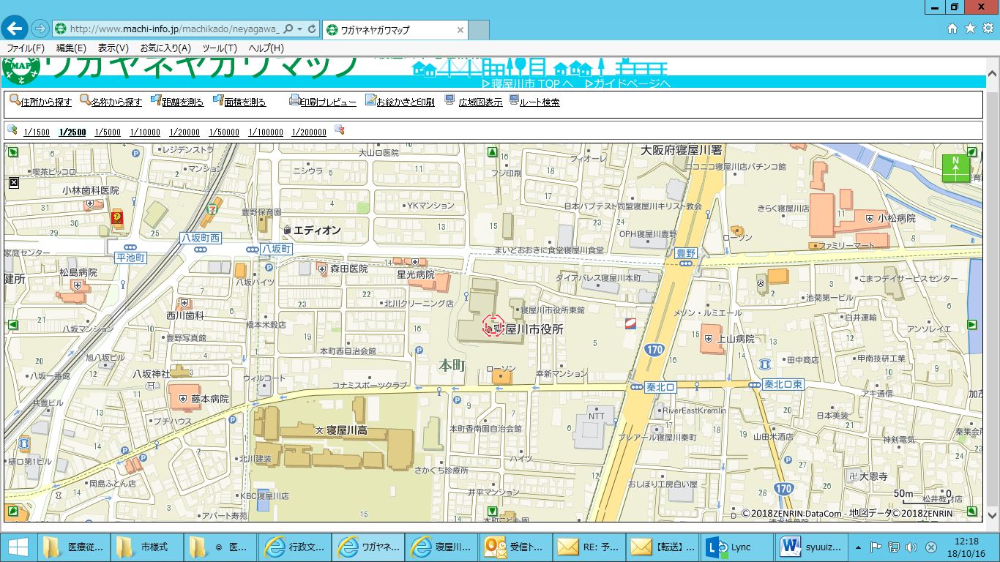 http://www.machi-info.jp/machikado/neyagawa_
ワガヤネヤガワマップ
ファイル(F) 編集(E) 表示(V) お気に入り(A) ツール(T) ヘルプ(H)
MAP
ワガヤネヤガワマップ
▷寝屋川市 TOP へ ▷ガイドページへ
住所から探す 名称から探す 距離を測る 面積を測る 印刷プレビュー お絵かきと印刷 広域図表示 ルート検索
1/1500 1/2500 1/5000 1/10000 1/20000 1/50000 1/100000 1/200000
レジデンストラ
大山口医院
フィオーレ
大阪府寝屋川署
喫茶ピッコロ
マンション
ニシウラ
5
11
フジ印刷
18
ニコニコ寝屋川店パチンコ館
N
小林歯科医院
31
30
29
25
豊野保育園
4
YKマンション
17
日本バプテスト同盟寝屋川キリスト教会
きらく寝屋川店
11
小松病院
エディオン
10
15
23
24
22
OPH寝屋川豊野
ローソン
ファミリーマート
家庭センター
平池町
八坂町西
八坂町
まいどおおきに食堂寝屋川食堂
豊野
健所
松島病院
八坂ハイツ
森田医院
星光病院
ダイアパレス寝屋川本町
こまつデイサービスセンター
西川歯科
23
22
北川クリーニング店
寝屋川市役所東館
2
池菊第一ビル
八坂マンション
橋本米穀店
寝屋川市役所
メゾン・ルミエール
白井運輸
アンソレイエ
豊野写真館
本町西自治会館
5
170
上山病院
旭八坂ビル
20
本町
ローソン
幸新マンション
16
田中商店
甲南技研工業
八坂一番館
八坂神社
ウィルコート
コナミスポーツクラブ
秦北口
秦北口東
アキ通信
加茂
共豊ビル
藤本病院
NTT
RiverEastKremlin
日本美装
プチハウス
寝屋川高
本町香南園自治会館
プレアール寝屋川秦町
山田米酒店
神剣電気
秦集会所
樋口第1ビル
北川建装
さかぐち診療所
ハイツ
27
岡島ふとん店
井平マンション
おしぼり工房白い屋
大恩寺
KBC寝屋川店
170
50m 0
松井教材店
アパート寿苑
本町こども園
©2018ZENRIN DataCom - 地図データ©2018ZENRIN
医療従... 市様式 @ 医... 行政文... ワガヤネ... 寝屋川... 受信ト... RE: 予... 【転送】... Lync syuuiz...
12:18
18/10/16